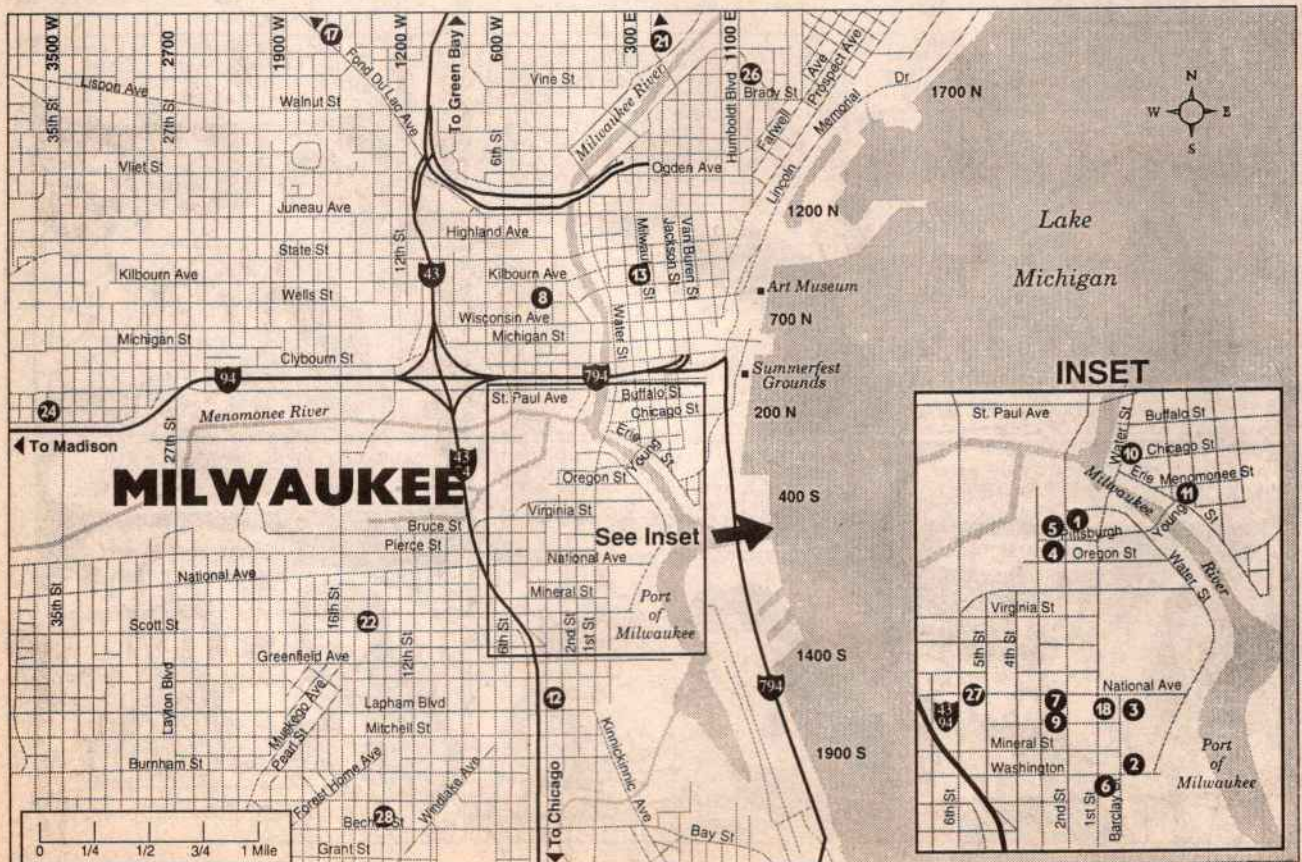 3500 W
2700
1900 W
1200 W
To Green Bay
600 W
300 E
1100 E
17
21
26
Lisbon Ave
35th St
27th St
Walnut St
Fond Du Lac Ave
6th St
Vine St
Milwaukee River
Humboldt Blvd
Brady St
Farwell Ave
Prospect Ave
Lincoln Memorial Dr
1700 N
N
W E
S
Vliet St
Ogden Ave
Juneau Ave
1200 N
Highland Ave
State St
12th St
Milwaukee St
Jackson St
Van Buren St
Lake
Michigan
Kilbourn Ave
43
Kilbourn Ave
13
Wells St
8
Art Museum
Wisconsin Ave
Michigan St
Michigan St
Water St
700 N
Clybourn St
94
794
Summerfest
Grounds
St. Paul Ave
Buffalo St
Chicago St
200 N
24
Menomonee River
To Madison
27th St
Erie
Young St
MILWAUKEE
43
Oregon St
400 S
Virginia St
Bruce St
Pierce St
See Inset
National Ave
National Ave
35th St
16th St
Mineral St
Port
of
Milwaukee
Scott St
22
12th St
6th St
2nd St
1st St
Greenfield Ave
1400 S
Layton Blvd
Muskego Ave
Pearl St
Lapham Blvd
12
794
Mitchell St
Kinnickinnic Ave
Burnham St
1900 S
Forest Home Ave
Windlake Ave
To Chicago
28
Bay St
Grant St
0 1/4 1/2 3/4 1 Mile
INSET
St. Paul Ave
Water St
Buffalo St
10
Chicago St
Erie
Menomonee St
Milwaukee River
11
Young St
5
1
Pittsburgh
4
Oregon St
Water St
Virginia St
5th St
4th St
National Ave
27
7
18
3
43
94
9
Mineral St
Washington
2
Port
of
Milwaukee
6
6th St
2nd St
1st St
Barclay